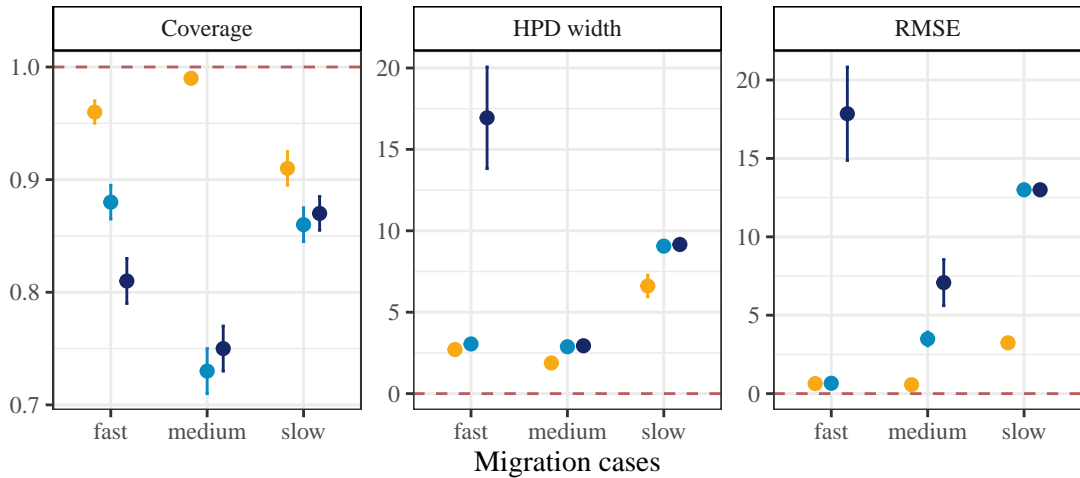 Coverage
HPD width
RMSE
1.0
0.9
0.8
0.7
20
15
10
5
0
20
15
10
5
0
fast medium slow
fast medium slow
fast medium slow
Migration cases